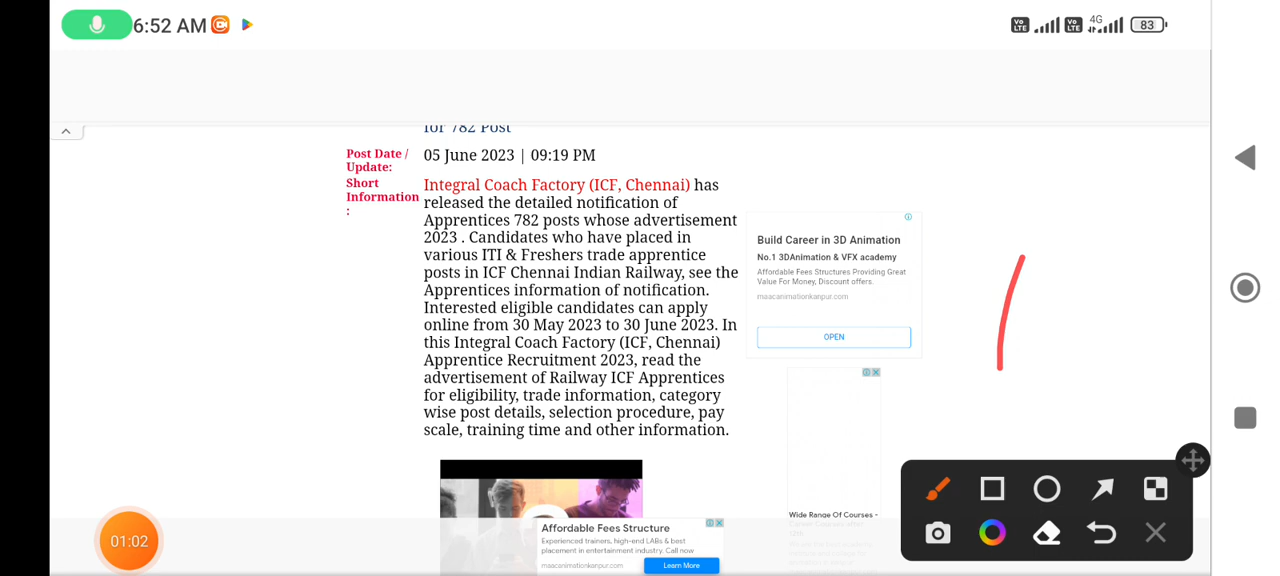 6:52 AM
Vo LTE Vo LTE 4G 83
for 782 Post
Post Date / Update:
05 June 2023 | 09:19 PM
Short Information :
Integral Coach Factory (ICF, Chennai) has
released the detailed notification of
Apprentices 782 posts whose advertisement
2023 . Candidates who have placed in
various ITI & Freshers trade apprentice
posts in ICF Chennai Indian Railway, see the
Apprentices information of notification.
Interested eligible candidates can apply
online from 30 May 2023 to 30 June 2023. In
this Integral Coach Factory (ICF, Chennai)
Apprentice Recruitment 2023, read the
advertisement of Railway ICF Apprentices
for eligibility, trade information, category
wise post details, selection procedure, pay
scale, training time and other information.
Build Career in 3D Animation
No.1 3DAnimation & VFX academy
Affordable Fees Structures Providing Great
Value For Money, Discount offers.
maacanimationkanpur.com
OPEN
Wide Range Of Courses -
Affordable Fees Structure
Experienced trainers, high-end LABs & best
placement in entertainment industry. Call now
maacanimationkanpur.com
Learn More
01:02